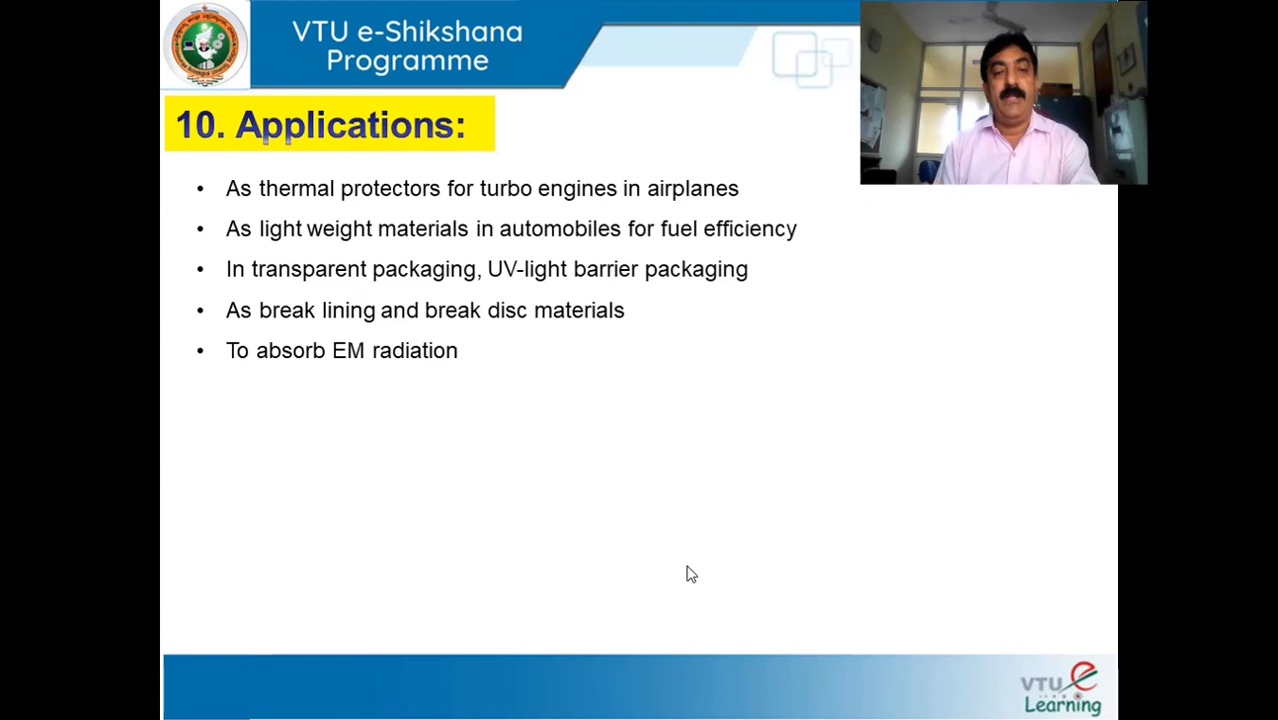 VTU e-Shikshana
Programme
10. Applications:
• As thermal protectors for turbo engines in airplanes
• As light weight materials in automobiles for fuel efficiency
• In transparent packaging, UV-light barrier packaging
• As break lining and break disc materials
• To absorb EM radiation
VTU e
Learning